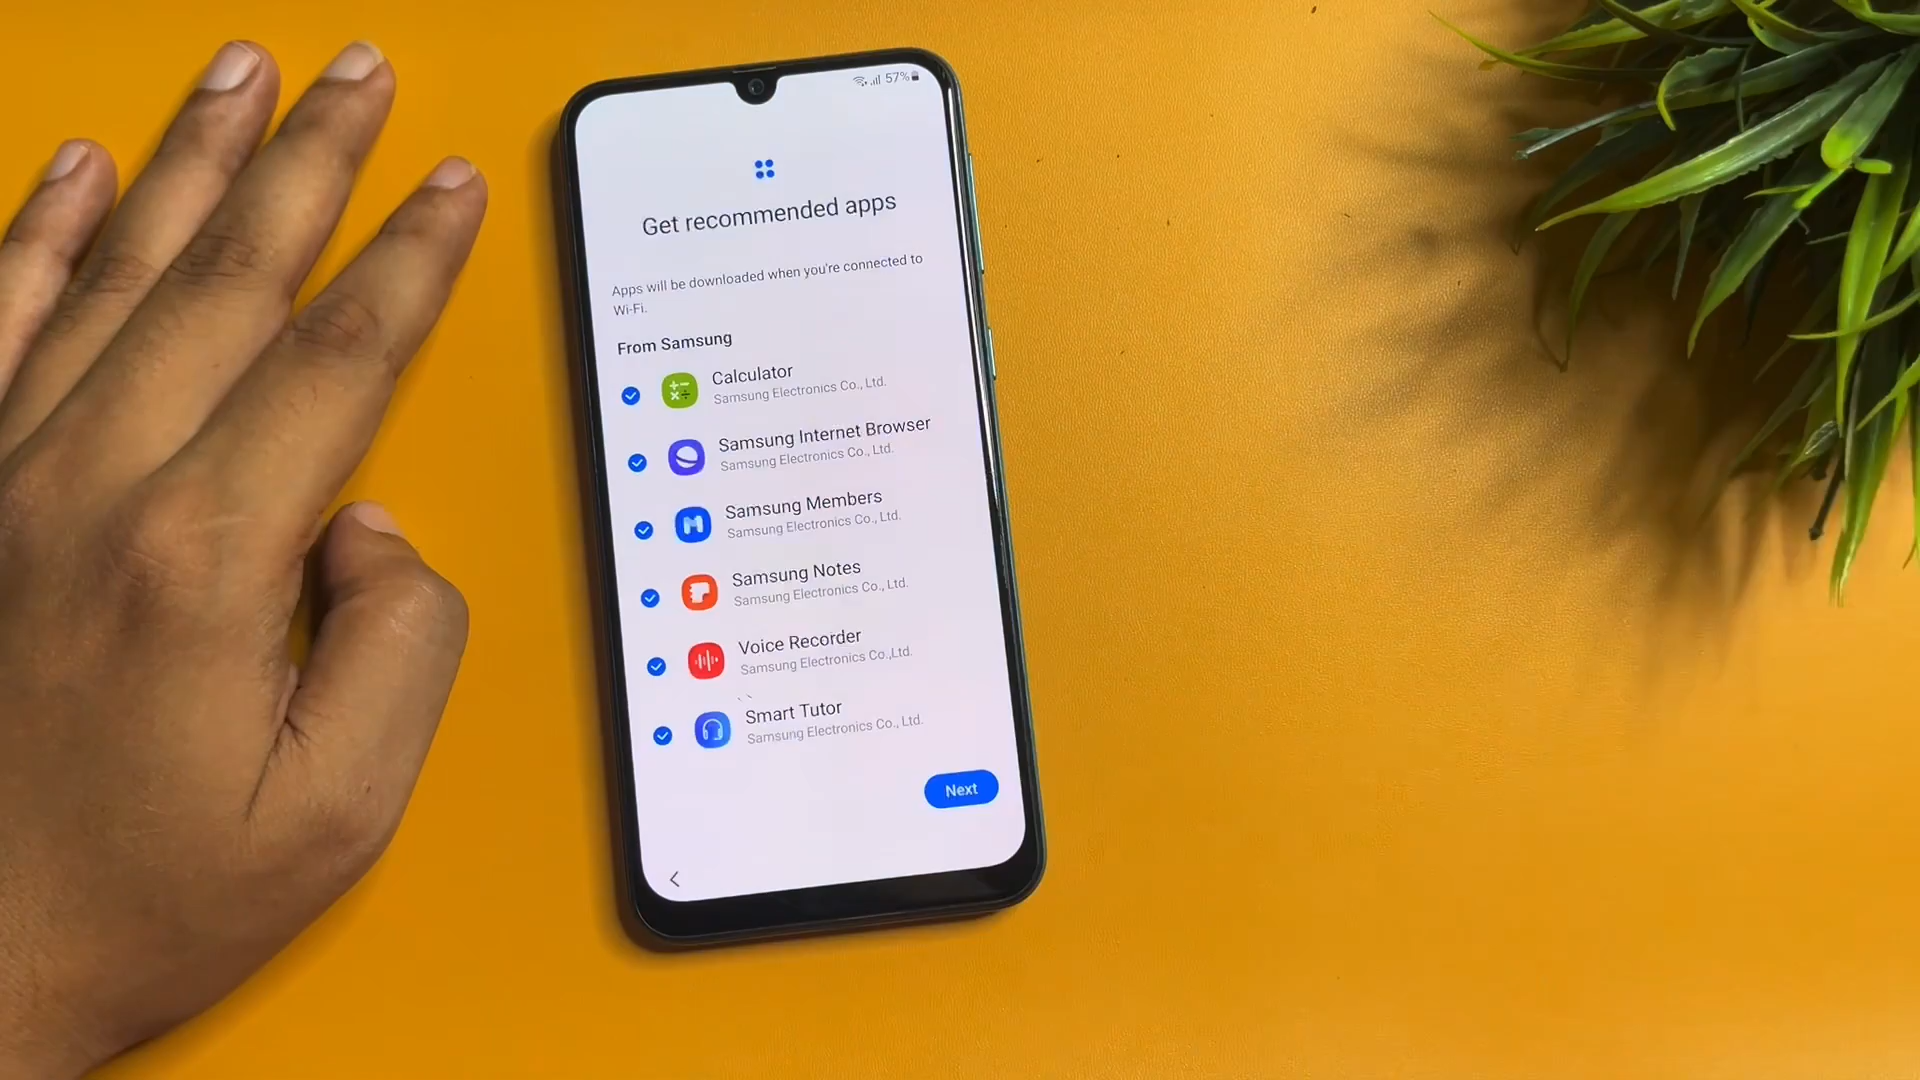 57%
Get recommended apps
Apps will be downloaded when you're connected to
Wi-Fi.
From Samsung
Calculator
Samsung Electronics Co., Ltd.
Samsung Internet Browser
Samsung Electronics Co., Ltd.
Samsung Members
Samsung Electronics Co., Ltd.
Samsung Notes
Samsung Electronics Co., Ltd.
Voice Recorder
Samsung Electronics Co.,Ltd.
Smart Tutor
Samsung Electronics Co., Ltd.
Next